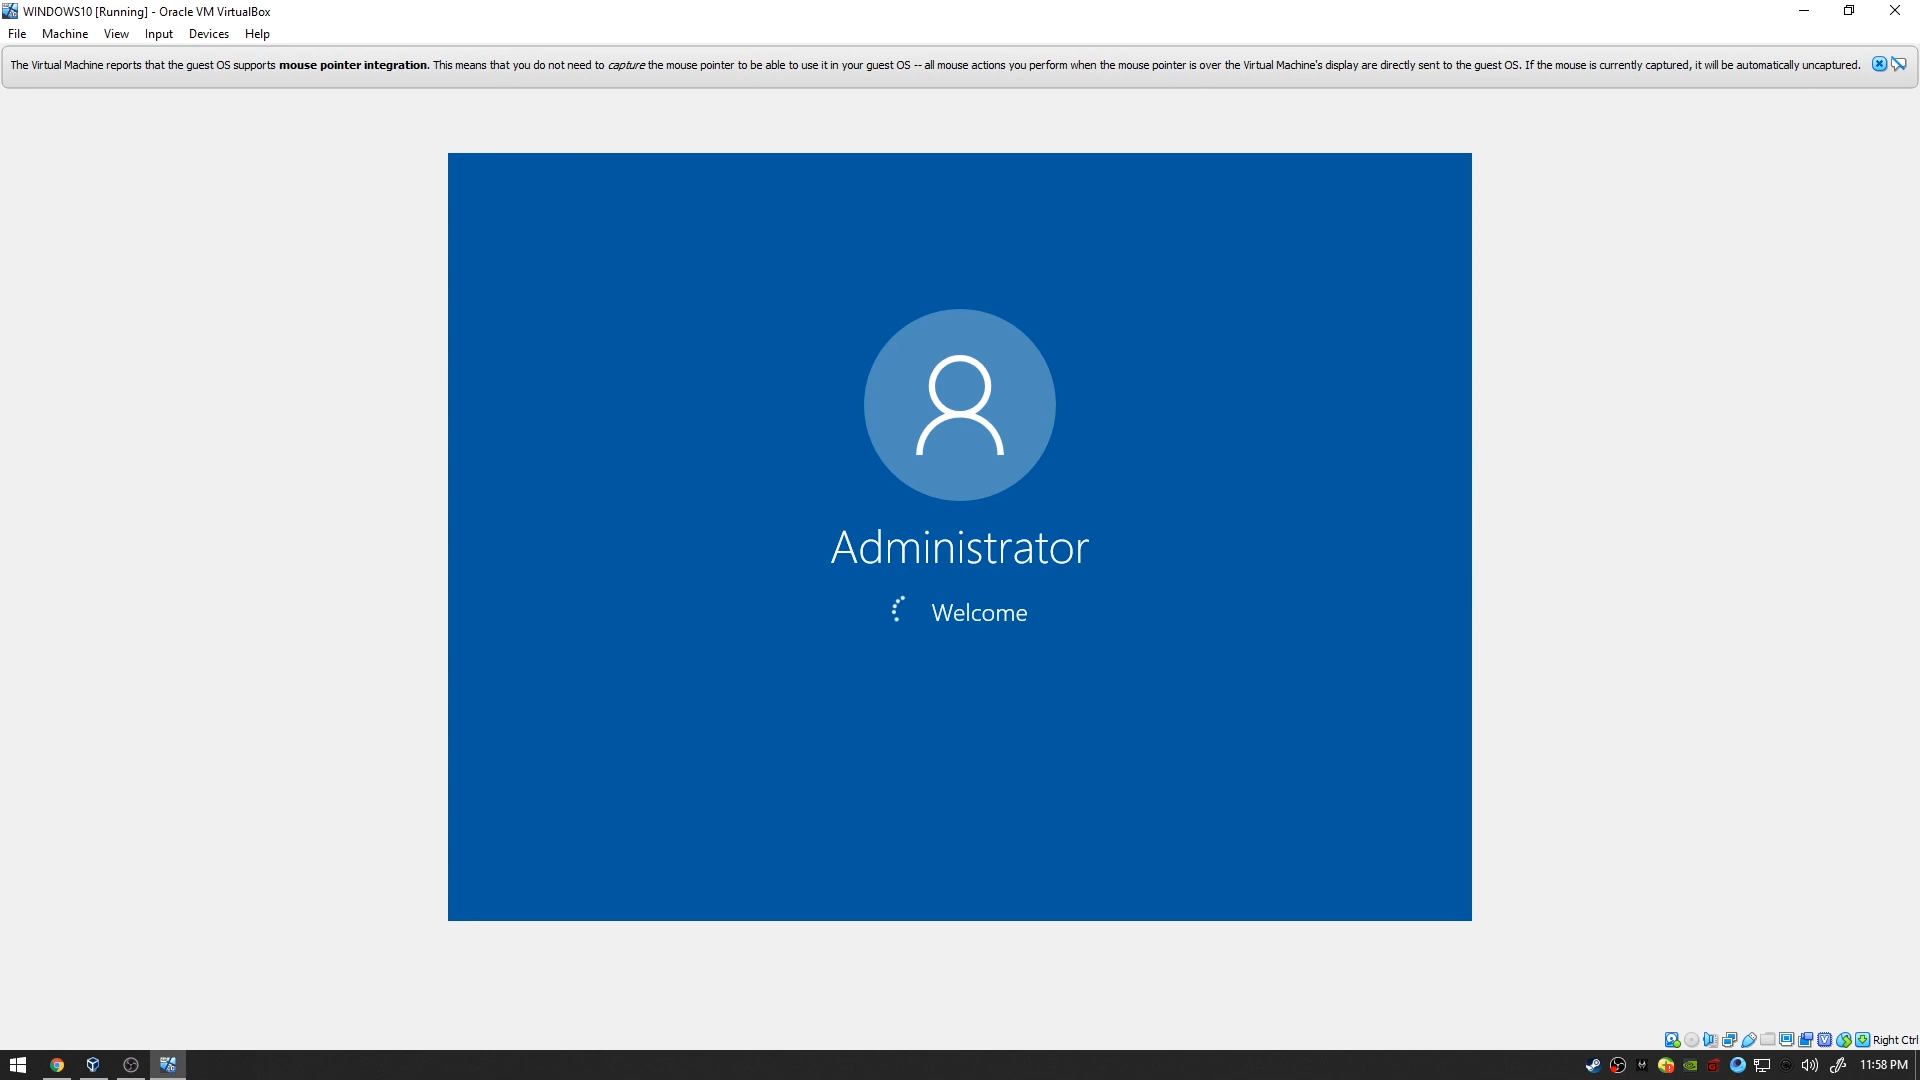 WINDOWS10 [Running] - Oracle VM VirtualBox
File Machine View Input Devices Help
The Virtual Machine reports that the guest OS supports mouse pointer integration. This means that you do not need to capture the mouse pointer to be able to use it in your guest OS -- all mouse actions you perform when the mouse pointer is over the Virtual Machine's display are directly sent to the guest OS. If the mouse is currently captured, it will be automatically uncaptured.
Administrator
Welcome
Right Ctrl
11:58 PM